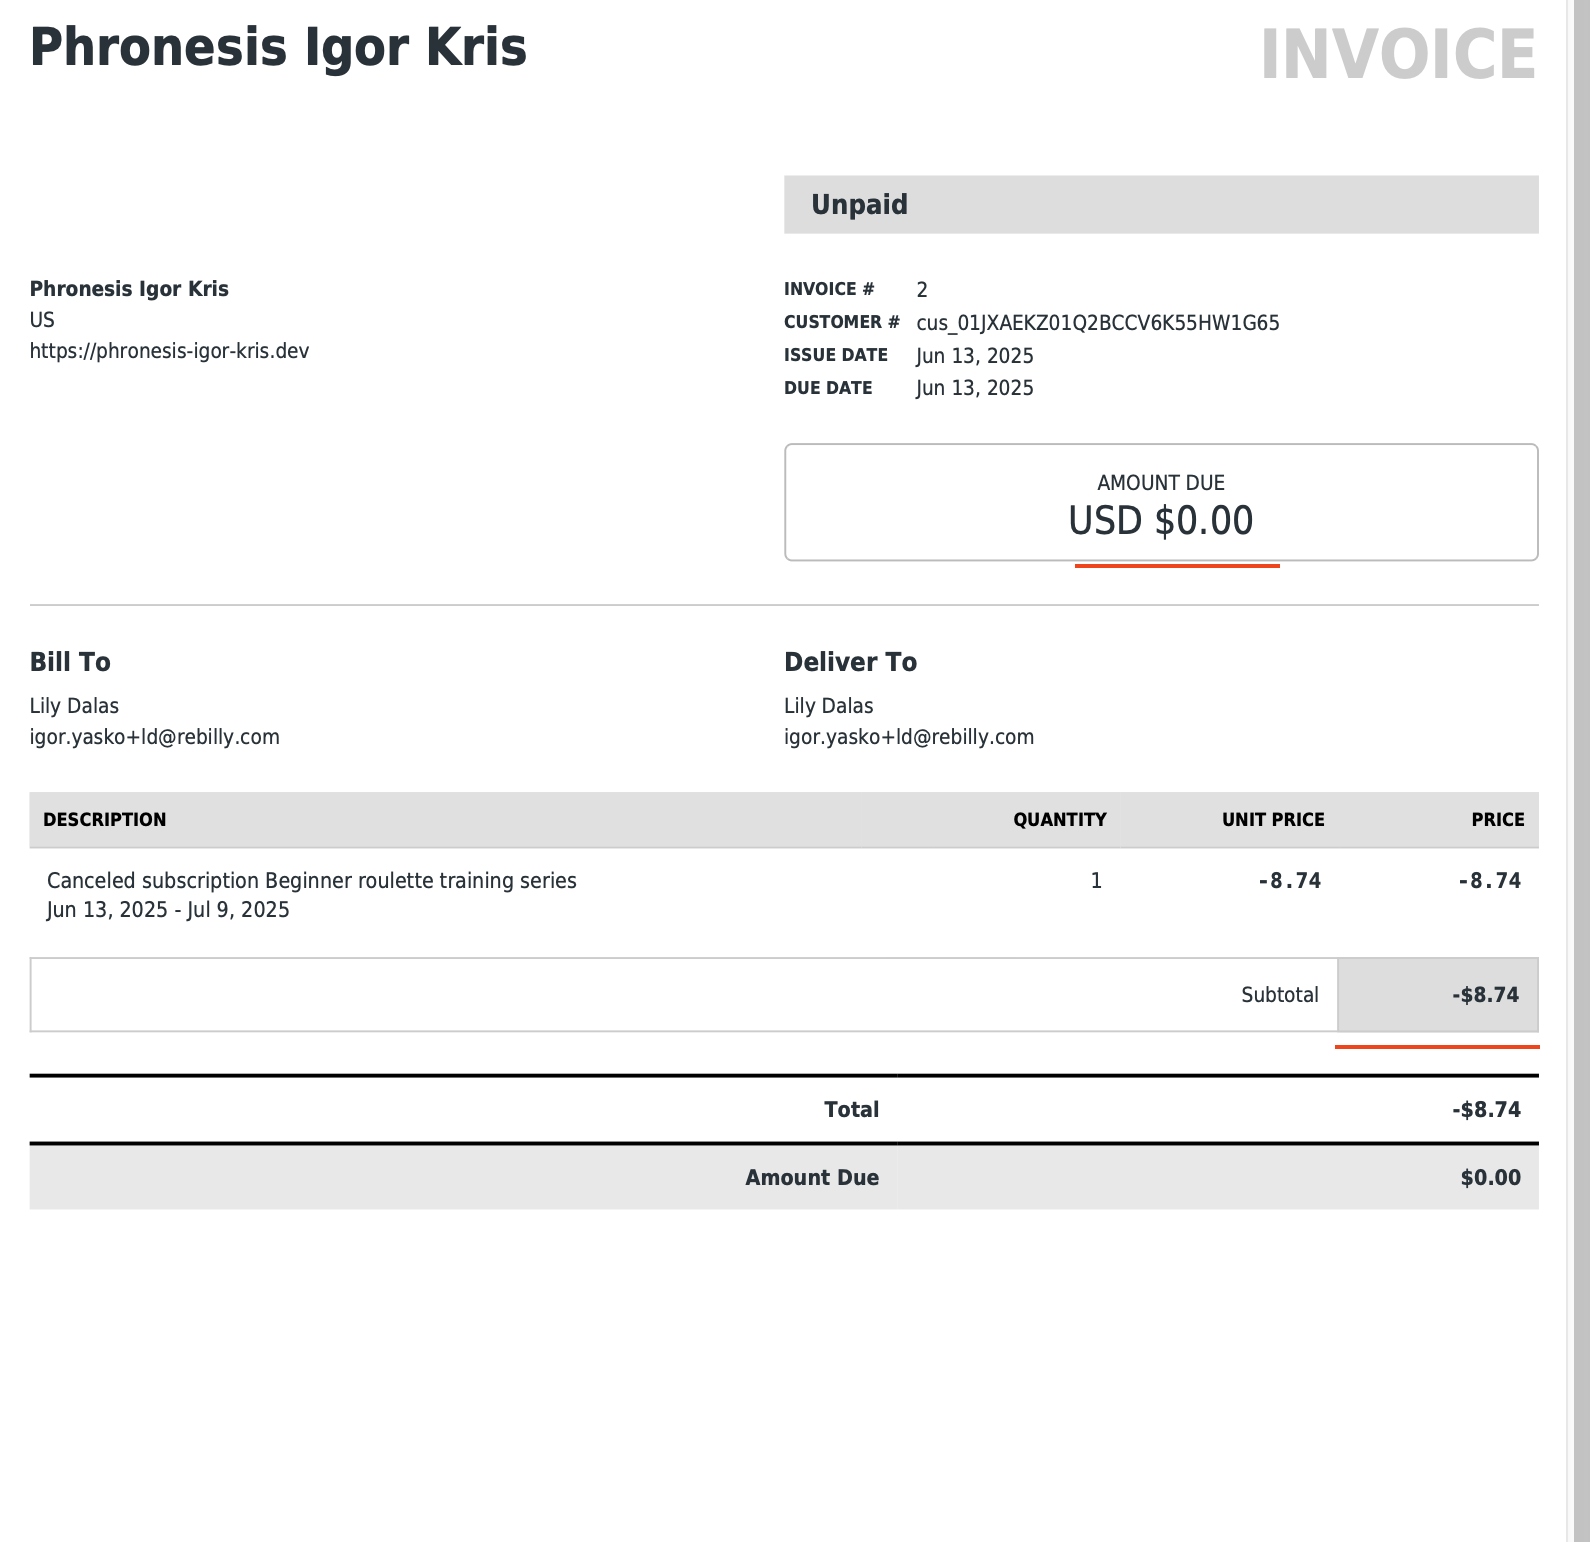 Phronesis Igor Kris
INVOICE
Unpaid
Phronesis Igor Kris
US
https://phronesis-igor-kris.dev
INVOICE # 2
CUSTOMER # cus_01JXAEKZ01Q2BCCV6K55HW1G65
ISSUE DATE Jun 13, 2025
DUE DATE Jun 13, 2025
AMOUNT DUE
USD $0.00
Bill To
Lily Dalas
igor.yasko+ld@rebilly.com
Deliver To
Lily Dalas
igor.yasko+ld@rebilly.com
DESCRIPTION QUANTITY UNIT PRICE PRICE
Canceled subscription Beginner roulette training series 1 -8.74 -8.74
Jun 13, 2025 - Jul 9, 2025
Subtotal -$8.74
Total -$8.74
Amount Due $0.00